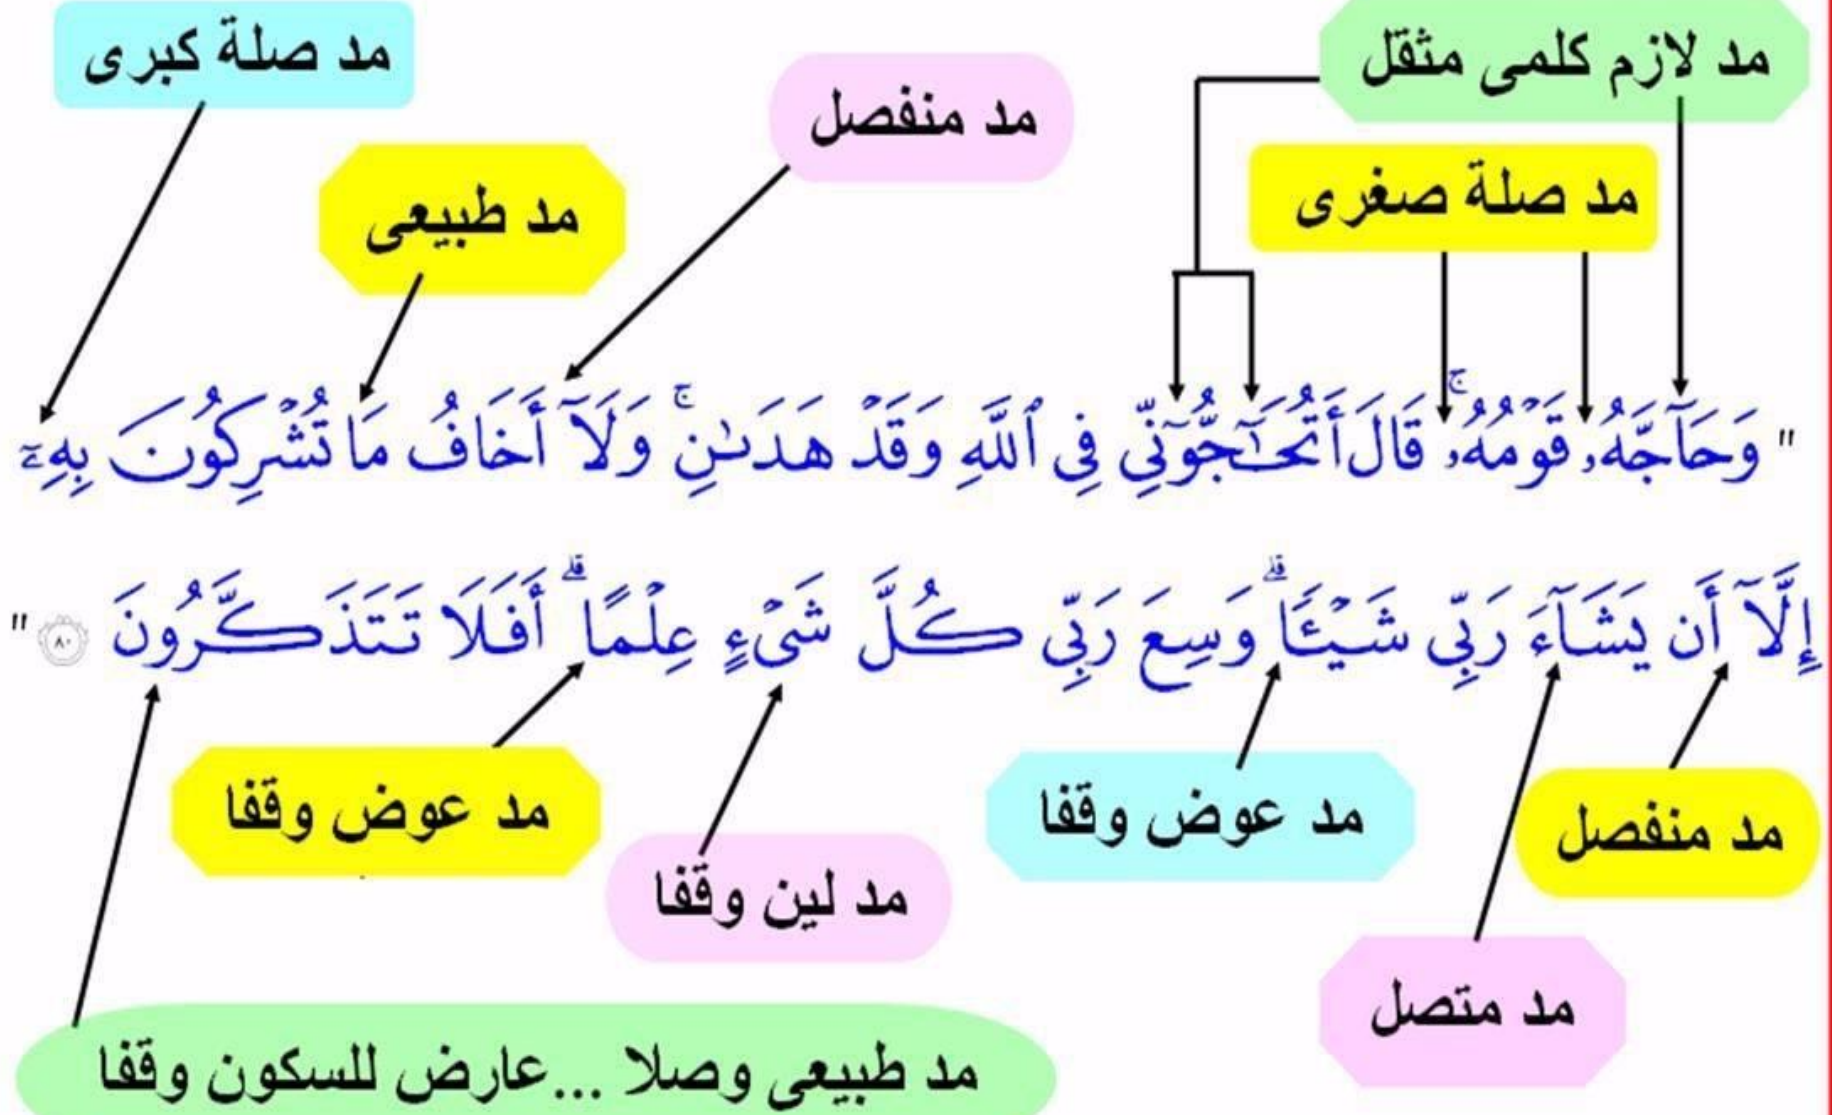 مد لازم كلمى مثقل
مد صلة كبرى
مد منفصل
مد صلة صغرى
مد طبيعى
" وَحَآجَّهُۥ قَوْمُهُۥ ۚ قَالَ أَتُحَـٰٓجُّوٓنِّي فِي ٱللَّهِ وَقَدْ هَدَىٰنِ ۚ وَلَآ أَخَافُ مَا تُشْرِكُونَ بِهِۦٓ
إِلَّآ أَن يَشَآءَ رَبِّي شَيْـًٔا ۗ وَسِعَ رَبِّي كُلَّ شَىْءٍ عِلْمًا ۗ أَفَلَا تَتَذَكَّرُونَ ٨٠ "
مد منفصل
مد عوض وقفا
مد عوض وقفا
مد لين وقفا
مد متصل
مد طبيعى وصلا ...عارض للسكون وقفا